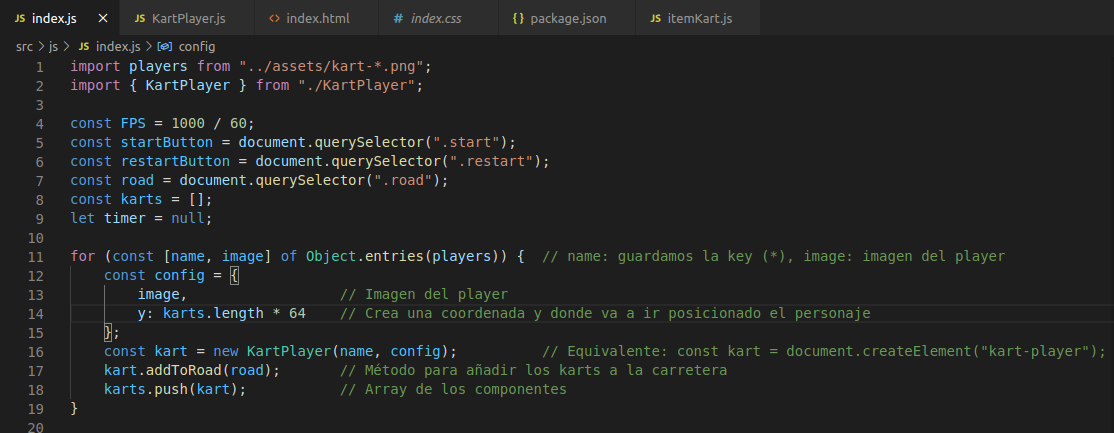 JS index.js × JS KartPlayer.js <> index.html # index.css {} package.json JS itemKart.js
src > js > JS index.js > config
1 import players from "../assets/kart-*.png";
2 import { KartPlayer } from "./KartPlayer";
3
4 const FPS = 1000 / 60;
5 const startButton = document.querySelector(".start");
6 const restartButton = document.querySelector(".restart");
7 const road = document.querySelector(".road");
8 const karts = [];
9 let timer = null;
10
11 for (const [name, image] of Object.entries(players)) { // name: guardamos la key (*), image: imagen del player
12 const config = {
13 image, // Imagen del player
14 y: karts.length * 64 // Crea una coordenada y donde va a ir posicionado el personaje
15 };
16 const kart = new KartPlayer(name, config); // Equivalente: const kart = document.createElement("kart-player");
17 kart.addToRoad(road); // Método para añadir los karts a la carretera
18 karts.push(kart); // Array de los componentes
19 }
20